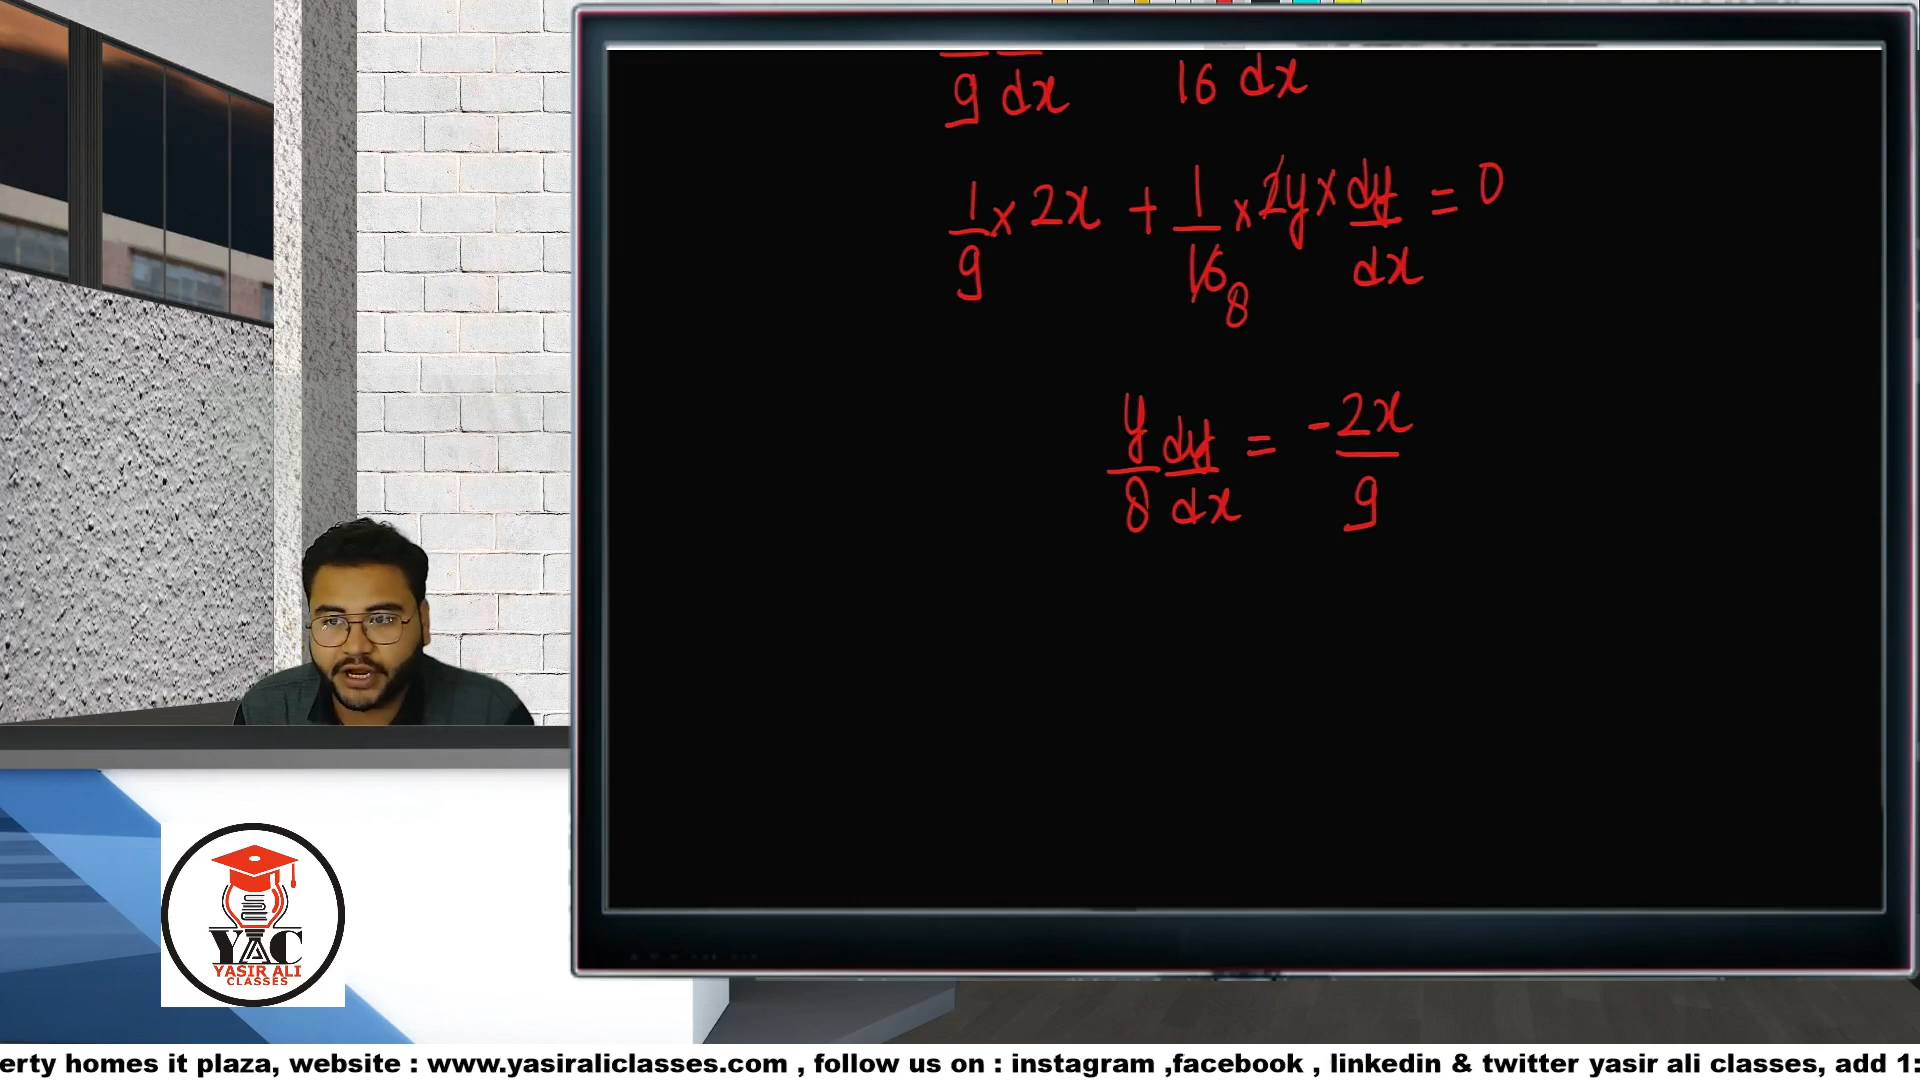 9 dx 16 dx
1/9 × 2x + 1/16 8 × 2y × dy/dx = 0
y/8 dy/dx = -2x/9
YAC
YASIR ALI
CLASSES
erty homes it plaza, website : www.yasiraliclasses.com , follow us on : instagram ,facebook , linkedin & twitter yasir ali classes, add 1: